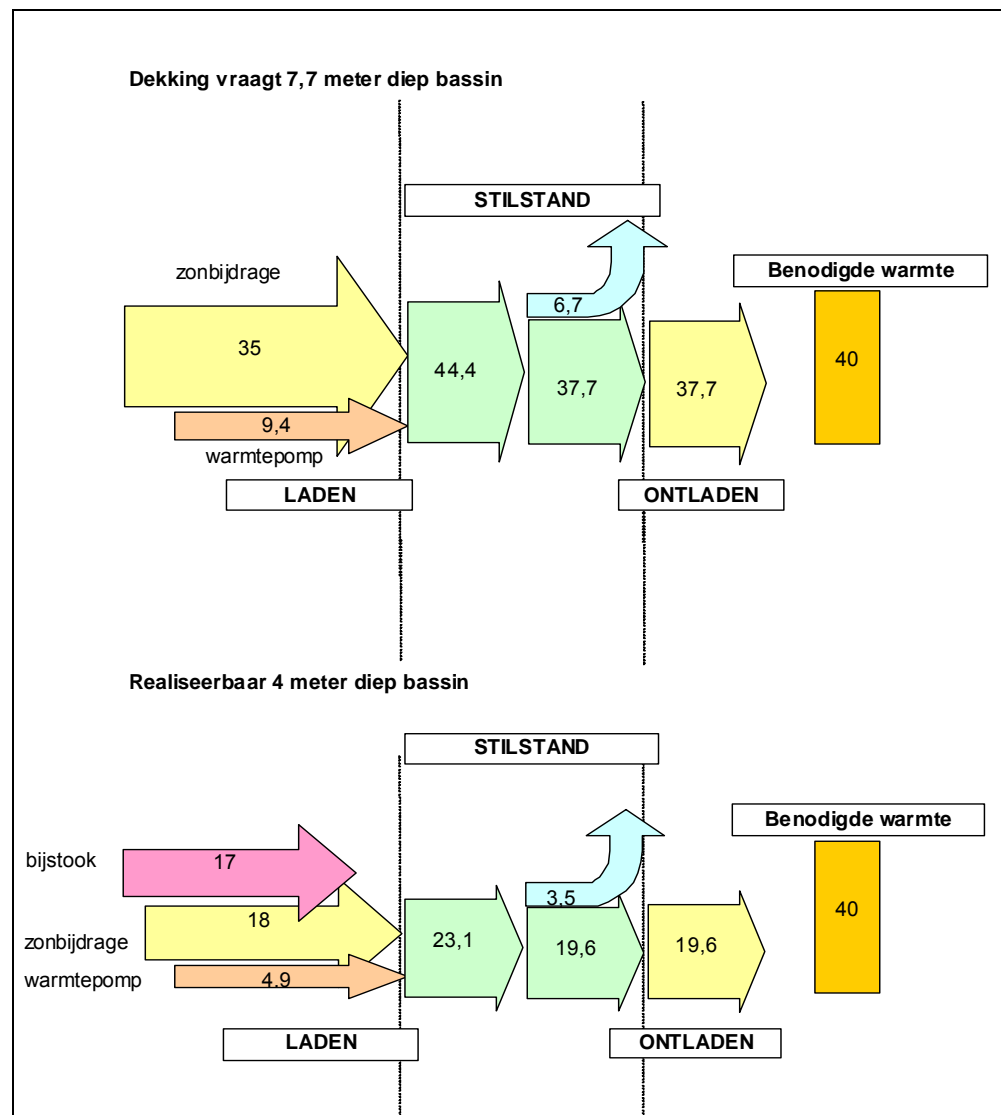 Dekking vraagt 7,7 meter diep bassin
STILSTAND
zonbijdrage
Benodigde warmte
6,7
35
44,4
37,7
37,7
40
9,4
warmtepomp
LADEN
ONTLADEN
Realiseerbaar 4 meter diep bassin
STILSTAND
Benodigde warmte
bijstook
17
3,5
40
18
zonbijdrage
23,1
19,6
19,6
warmtepomp
4,9
LADEN
ONTLADEN